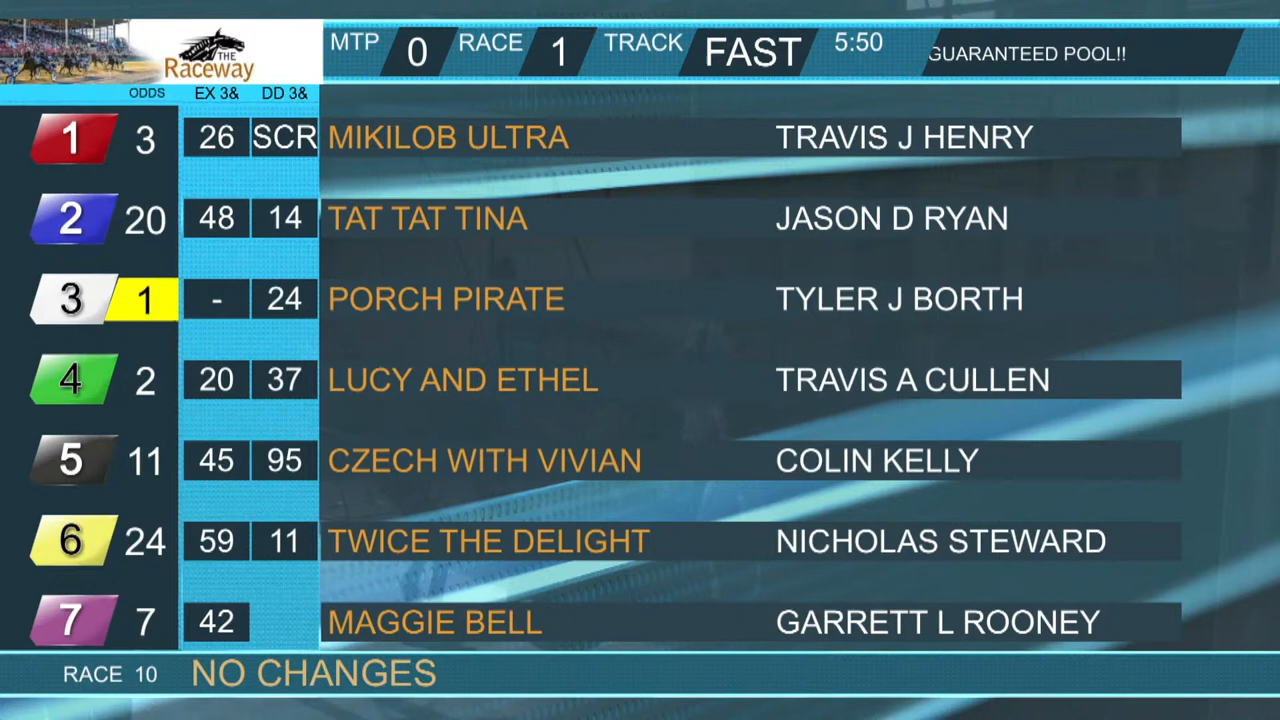 THE
Raceway
MTP 0 RACE 1 TRACK FAST 5:50 GUARANTEED POOL!!
ODDS EX 3& DD 3&
1 3 26 SCR MIKILOB ULTRA TRAVIS J HENRY
2 20 48 14 TAT TAT TINA JASON D RYAN
3 1 - 24 PORCH PIRATE TYLER J BORTH
4 2 20 37 LUCY AND ETHEL TRAVIS A CULLEN
5 11 45 95 CZECH WITH VIVIAN COLIN KELLY
6 24 59 11 TWICE THE DELIGHT NICHOLAS STEWARD
7 7 42 MAGGIE BELL GARRETT L ROONEY
RACE 10 NO CHANGES